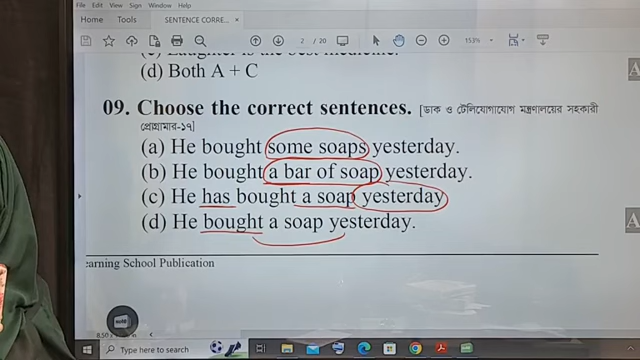 File Edit View Sign Window Help
Home Tools SENTENCE CORRE... ×
2 / 20 153%
(d) Both A + C
09. Choose the correct sentences. [ডাক ও টেলিযোগাযোগ মন্ত্রণালয়ের সহকারী
প্রোগ্রামার-১৭]
(a) He bought some soaps yesterday.
(b) He bought a bar of soap yesterday.
(c) He has bought a soap yesterday
(d) He bought a soap yesterday.
earning School Publication
Type here to search